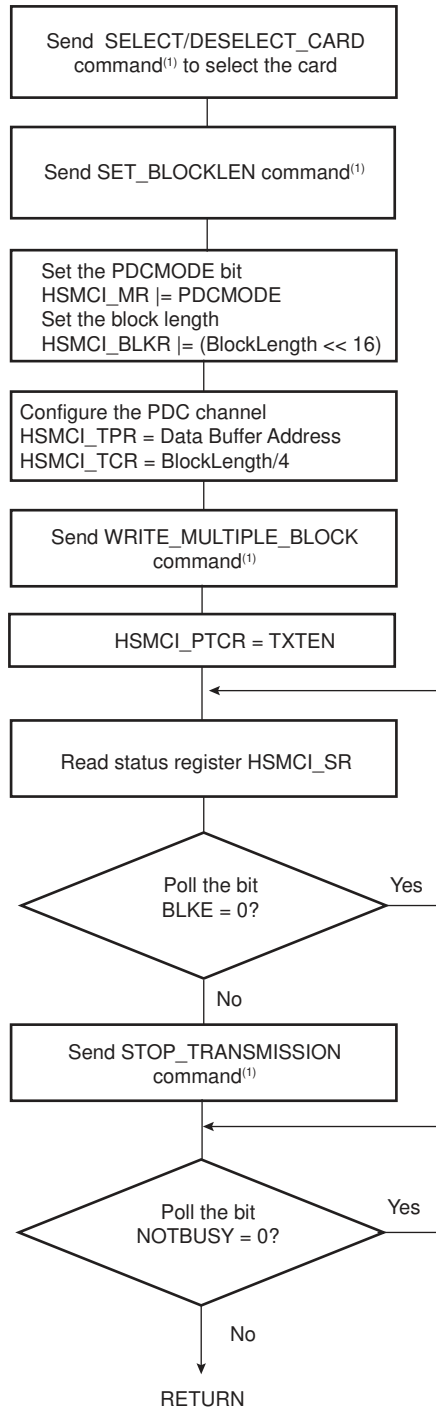 Send SELECT/DESELECT_CARD
command(1) to select the card
Send SET_BLOCKLEN command(1)
Set the PDCMODE bit
HSMCI_MR |= PDCMODE
Set the block length
HSMCI_BLKR |= (BlockLength << 16)
Configure the PDC channel
HSMCI_TPR = Data Buffer Address
HSMCI_TCR = BlockLength/4
Send WRITE_MULTIPLE_BLOCK
command(1)
HSMCI_PTCR = TXTEN
Read status register HSMCI_SR
Poll the bit
BLKE = 0?
Yes
No
Send STOP_TRANSMISSION
command(1)
Poll the bit
NOTBUSY = 0?
Yes
No
RETURN